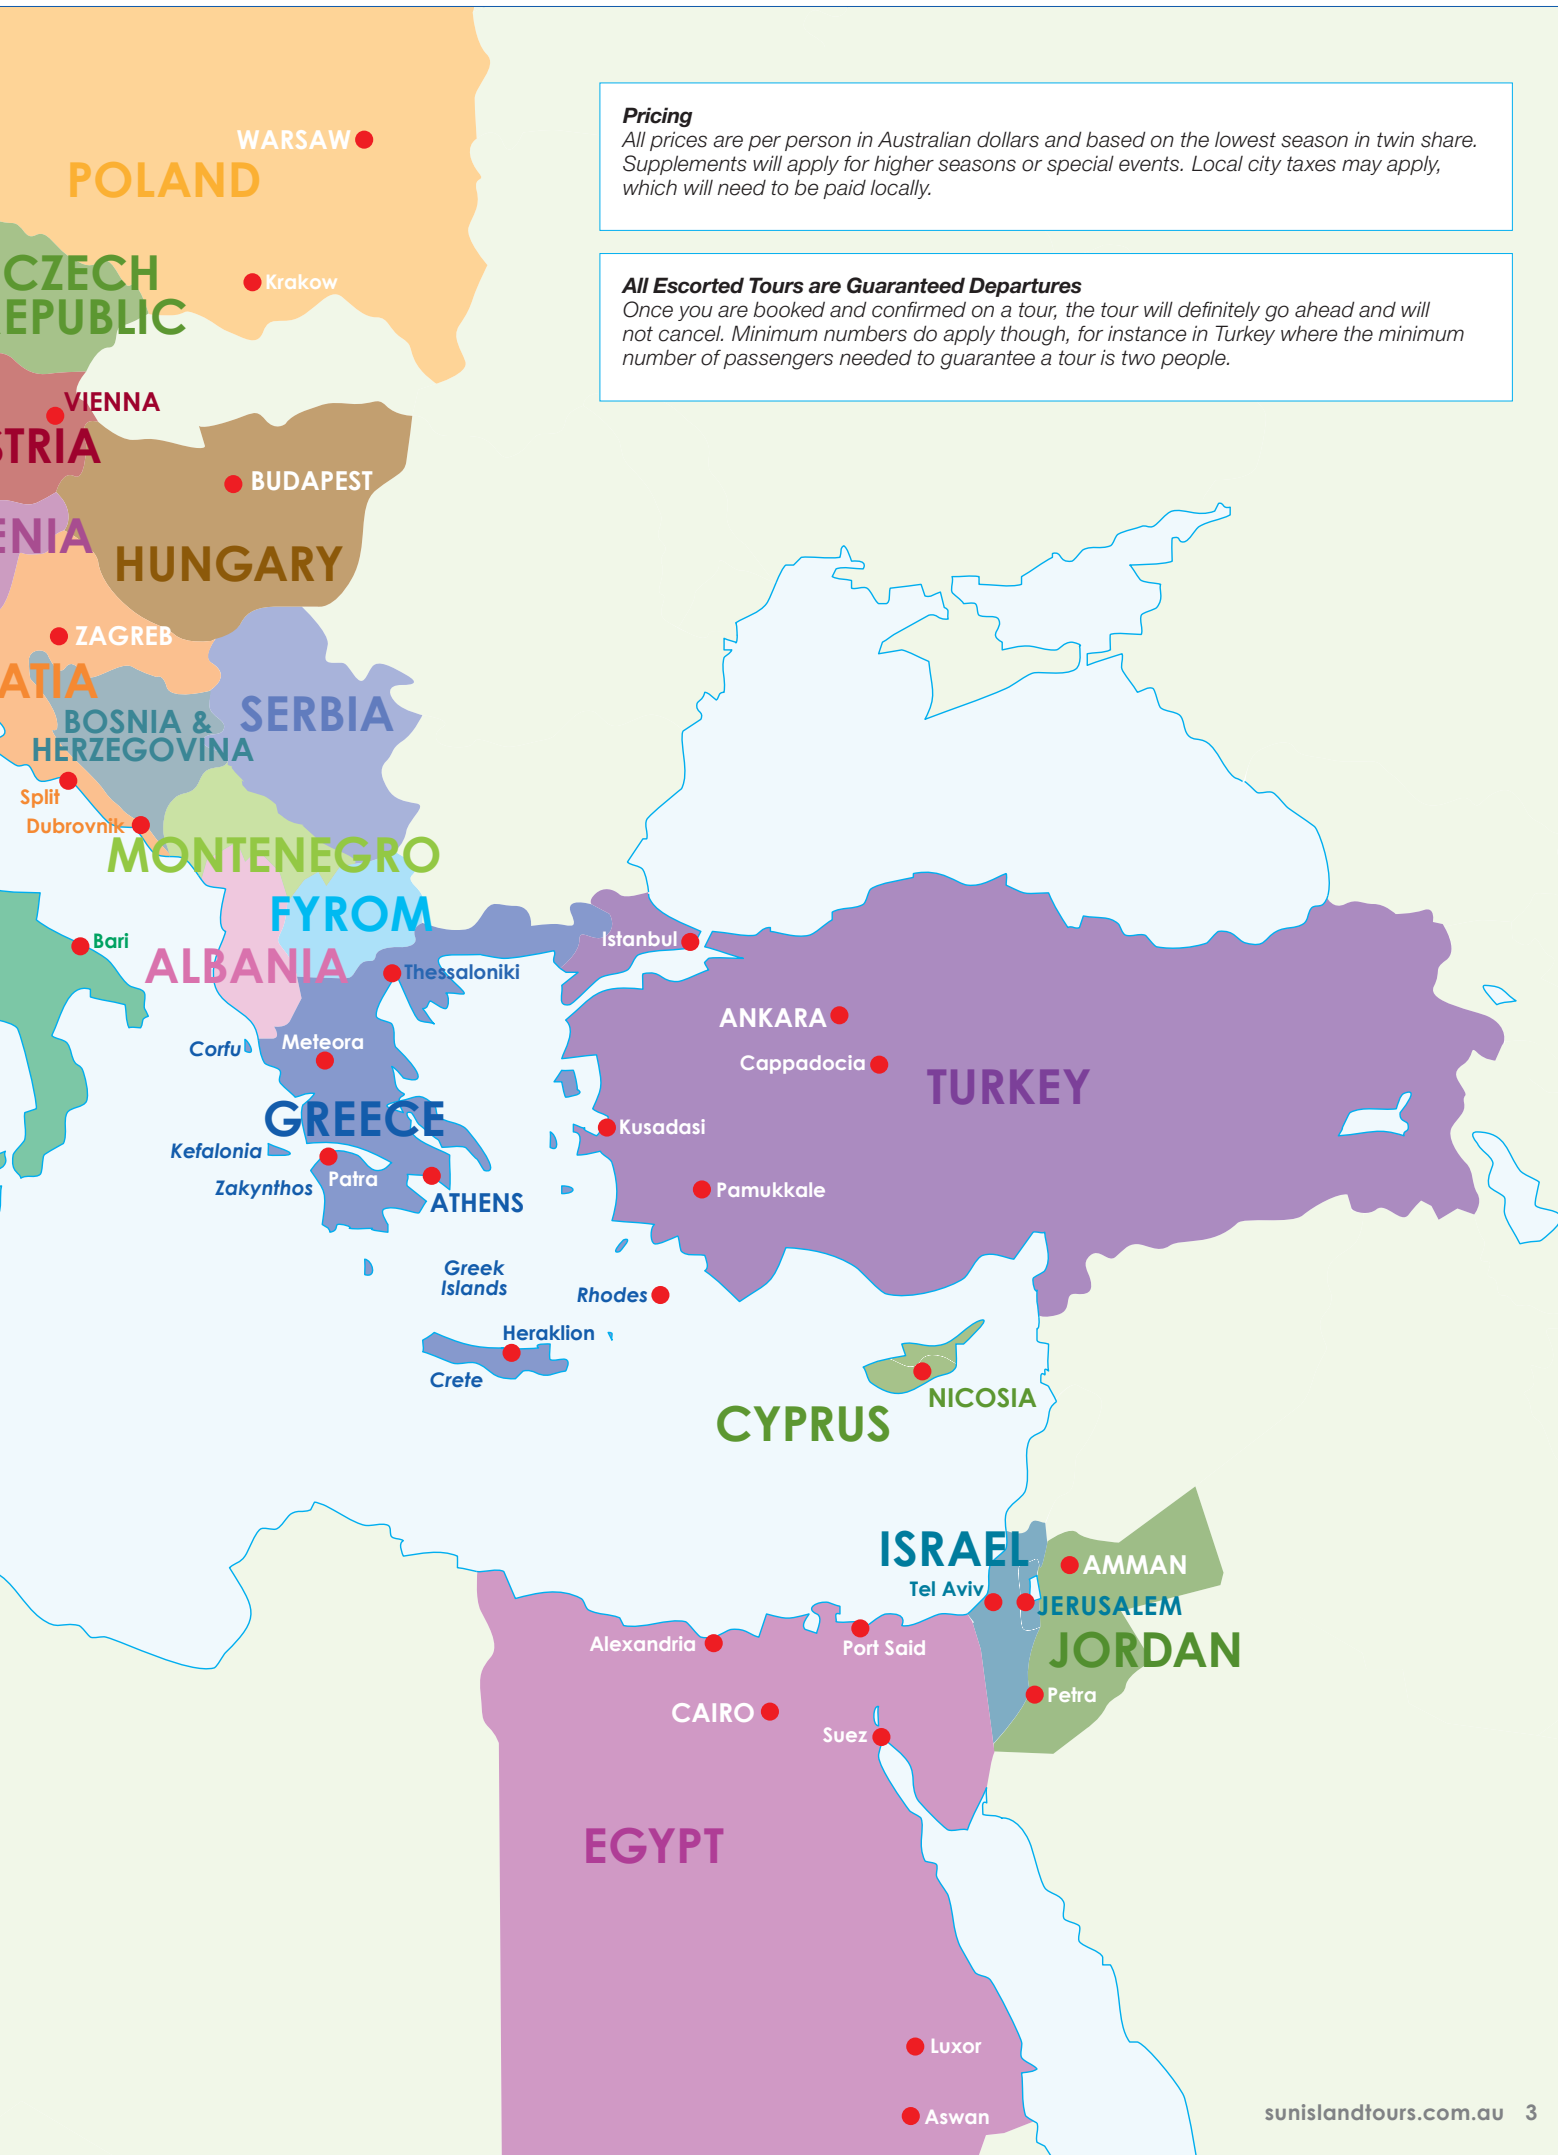 Pricing
All prices are per person in Australian dollars and based on the lowest season in twin share.
Supplements will apply for higher seasons or special events. Local city taxes may apply,
which will need to be paid locally.
All Escorted Tours are Guaranteed Departures
Once you are booked and confirmed on a tour, the tour will definitely go ahead and will
not cancel. Minimum numbers do apply though, for instance in Turkey where the minimum
number of passengers needed to guarantee a tour is two people.
WARSAW
POLAND
CZECH
EPUBLIC
Krakow
VIENNA
STRIA
BUDAPEST
ENIA
HUNGARY
ZAGREB
ATIA
SERBIA
BOSNIA &
HERZEGOVINA
Split
Dubrovnik
MONTENEGRO
FYROM
Bari
ALBANIA
Istanbul
Thessaloniki
ANKARA
Corfu
Meteora
Cappadocia
TURKEY
GREECE
Kusadasi
Kefalonia
Patra
Zakynthos
Pamukkale
ATHENS
Greek
Islands
Rhodes
Heraklion
Crete
NICOSIA
CYPRUS
ISRAEL
AMMAN
Tel Aviv
JERUSALEM
Alexandria
Port Said
JORDAN
Petra
CAIRO
Suez
EGYPT
Luxor
Aswan
sunislandtours.com.au 3